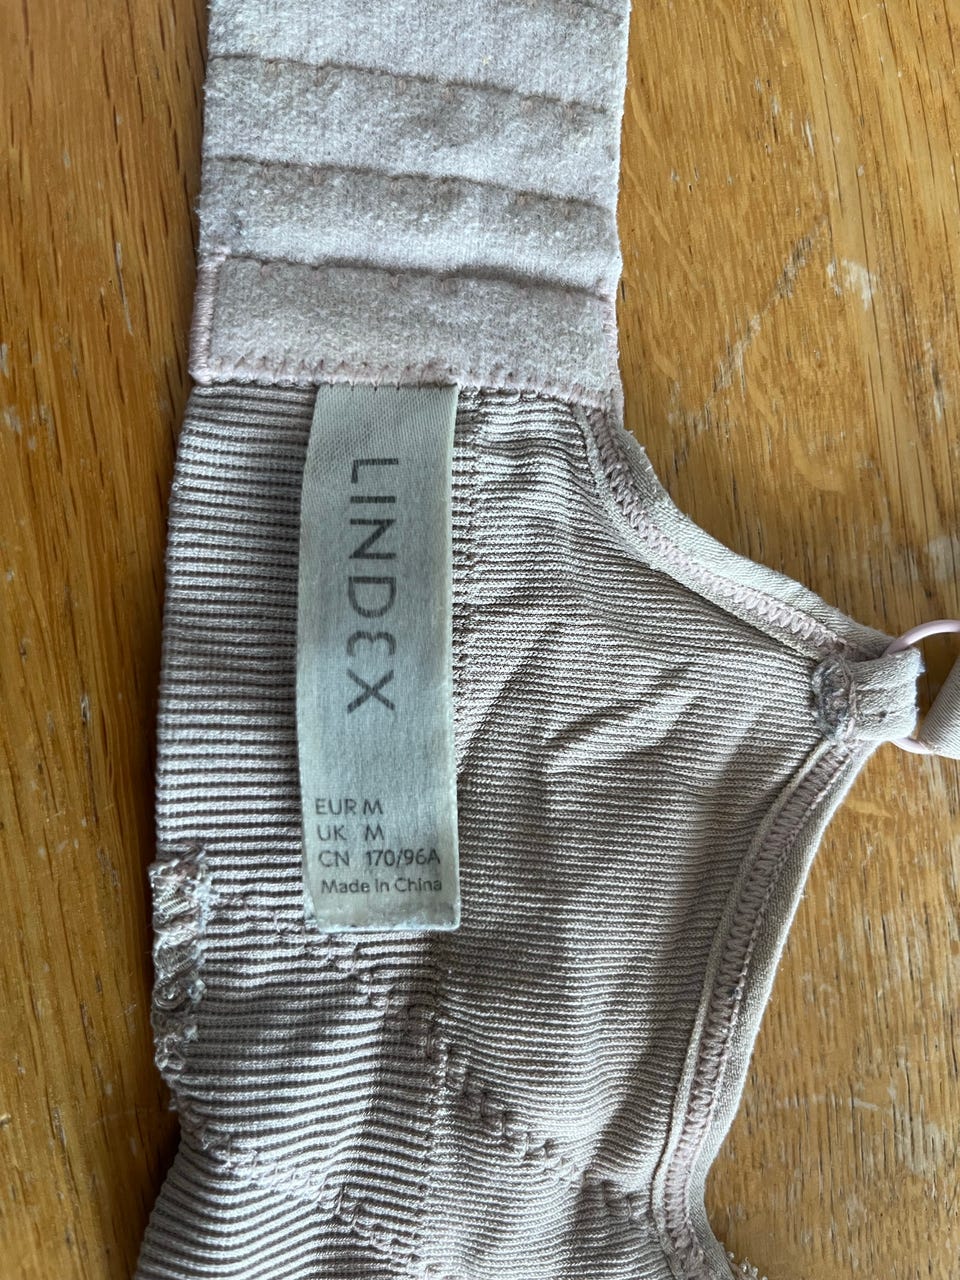 LINDEX
EUR M
UK M
CN 170/96A
Made in China